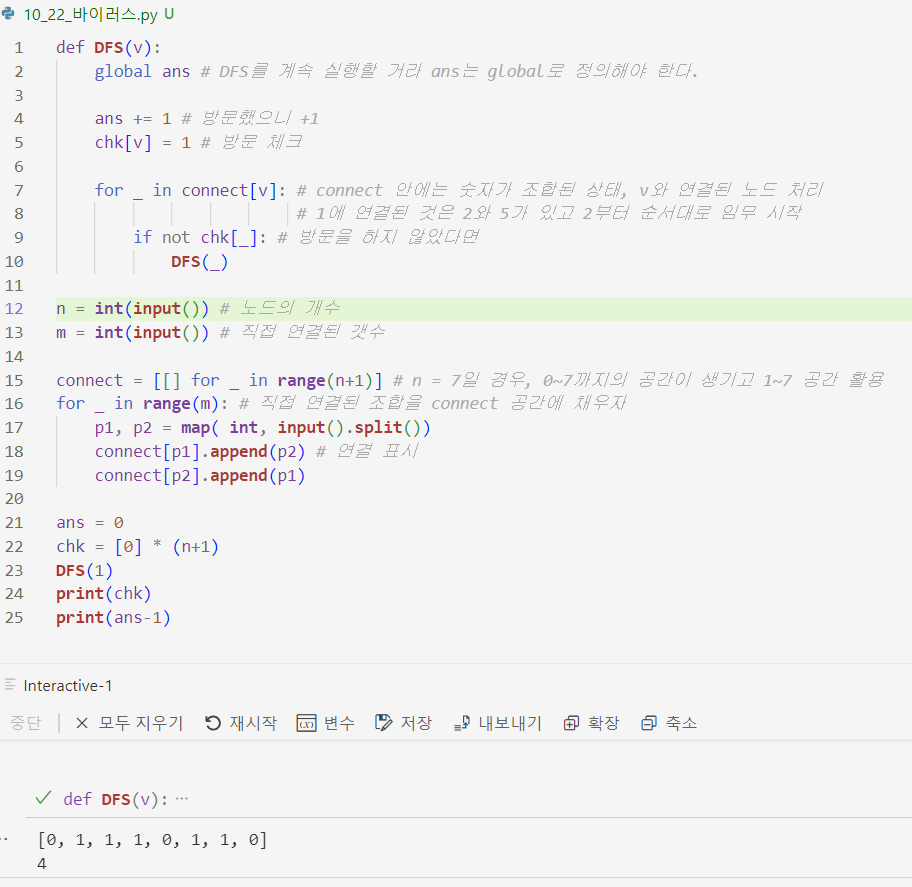 10_22_바이러스.py U
1 def DFS(v):
2 global ans # DFS를 계속 실행할 거라 ans는 global로 정의해야 한다.
3
4 ans += 1 # 방문했으니 +1
5 chk[v] = 1 # 방문 체크
6
7 for _ in connect[v]: # connect 안에는 숫자가 조합된 상태, v와 연결된 노드 처리
8 # 1에 연결된 것은 2와 5가 있고 2부터 순서대로 임무 시작
9 if not chk[_]: # 방문을 하지 않았다면
10 DFS(_)
11
12 n = int(input()) # 노드의 개수
13 m = int(input()) # 직접 연결된 갯수
14
15 connect = [[] for _ in range(n+1)] # n = 7일 경우, 0~7까지의 공간이 생기고 1~7 공간 활용
16 for _ in range(m): # 직접 연결된 조합을 connect 공간에 채우자
17 p1, p2 = map( int, input().split())
18 connect[p1].append(p2) # 연결 표시
19 connect[p2].append(p1)
20
21 ans = 0
22 chk = [0] * (n+1)
23 DFS(1)
24 print(chk)
25 print(ans-1)
Interactive-1
중단 | × 모두 지우기 재시작 변수 저장 내보내기 확장 축소
✓ def DFS(v): ···
[0, 1, 1, 1, 0, 1, 1, 0]
4